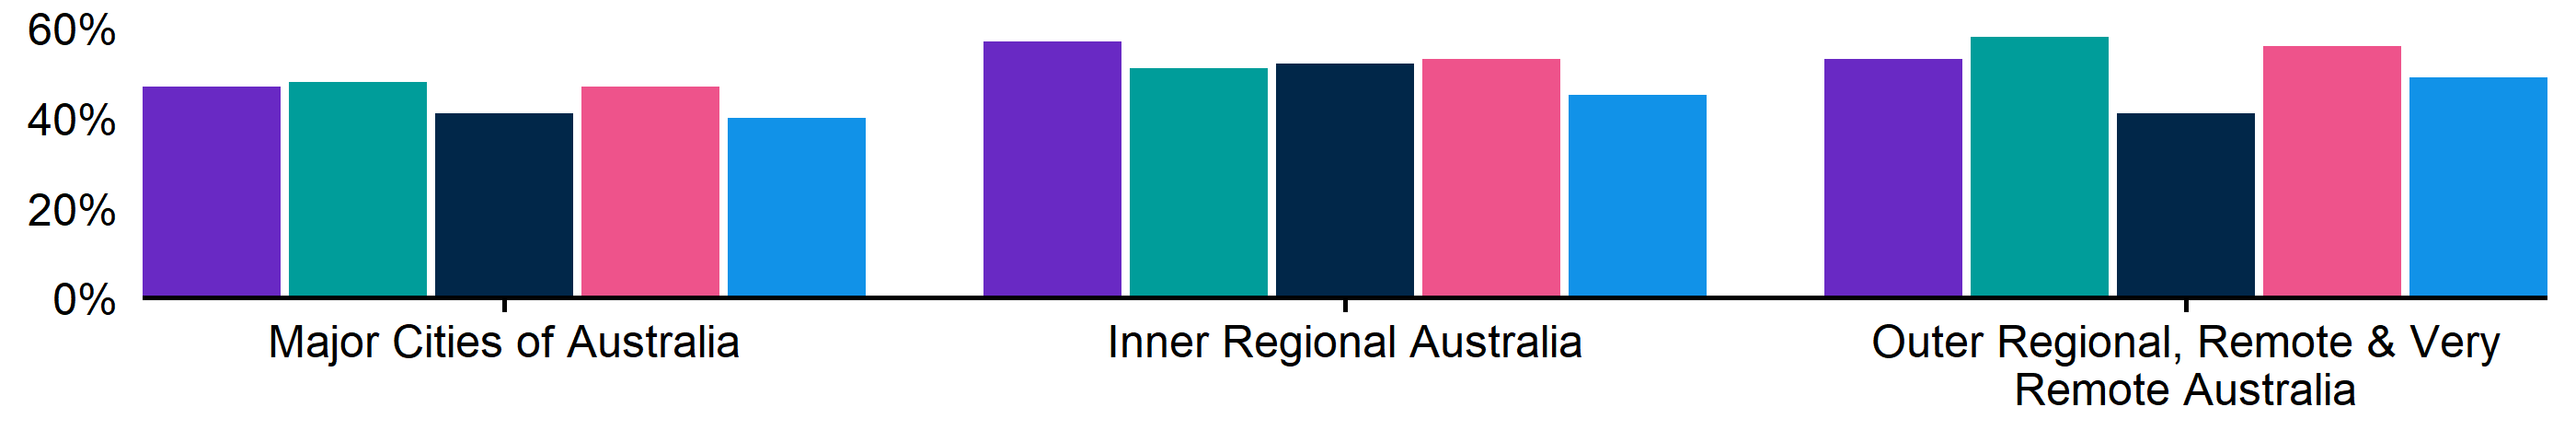 60%
40%
20%
0%
Major Cities of Australia
Inner Regional Australia
Outer Regional, Remote & Very
Remote Australia